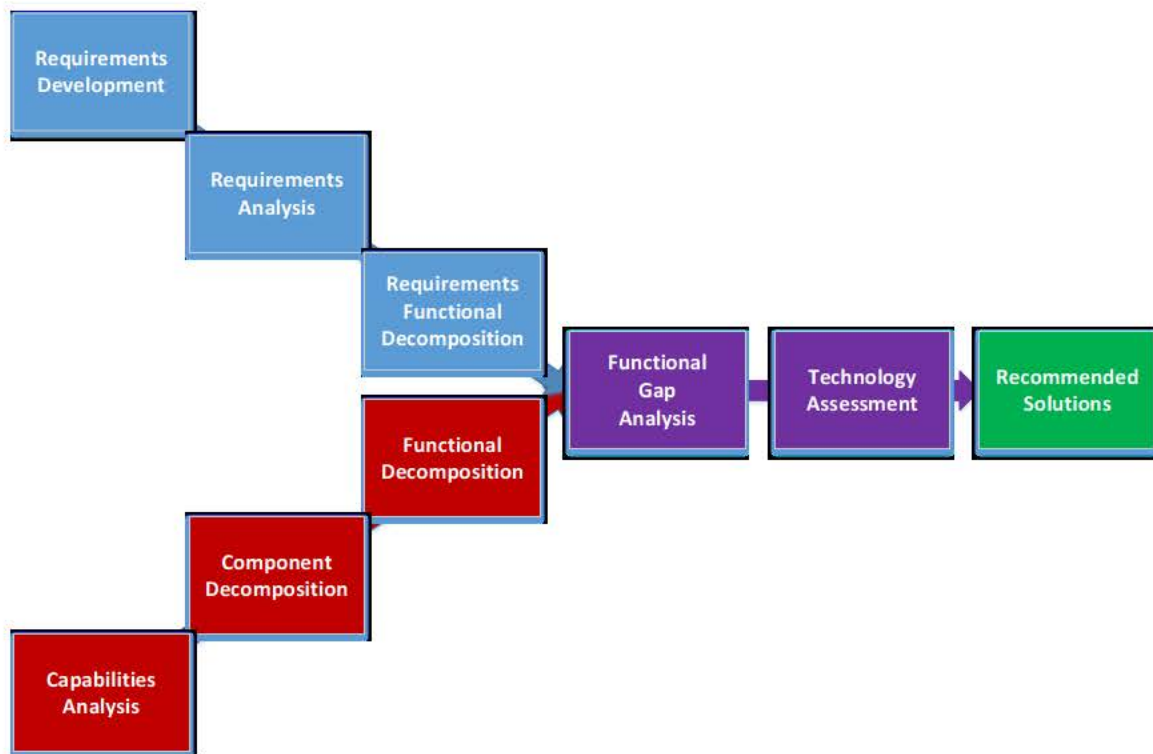 Requirements
Development
Requirements
Analysis
Requirements
Functional
Decomposition
Functional
Gap
Analysis
Technology
Assessment
Recommended
Solutions
Functional
Decomposition
Component
Decomposition
Capabilities
Analysis